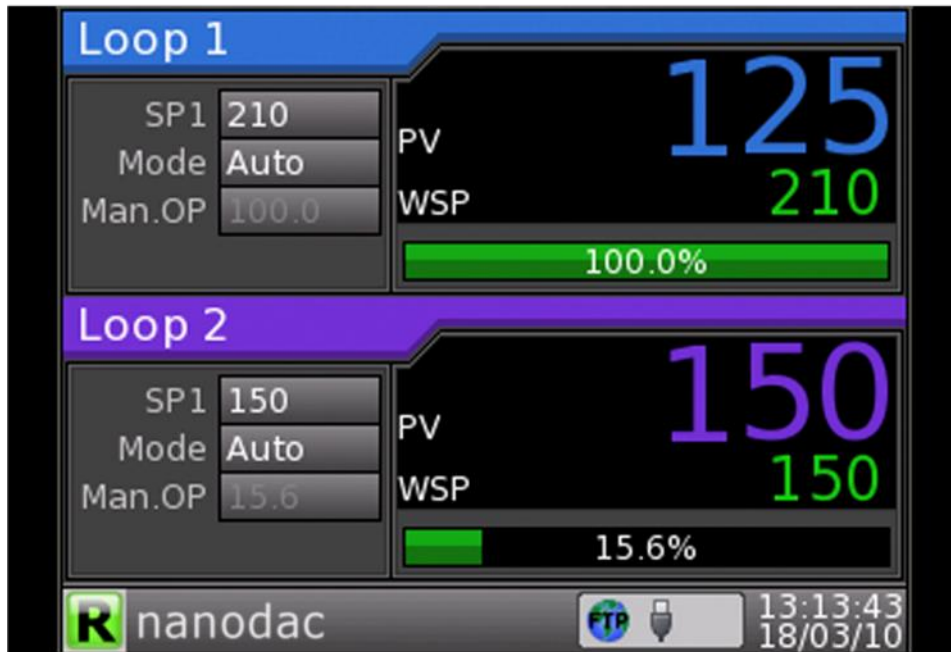 Loop 1
SP1 210
Mode Auto
Man.OP 100.0
PV 125
WSP 210
100.0%
Loop 2
SP1 150
Mode Auto
Man.OP 15.6
PV 150
WSP 150
15.6%
R nanodac
FTP
13:13:43
18/03/10